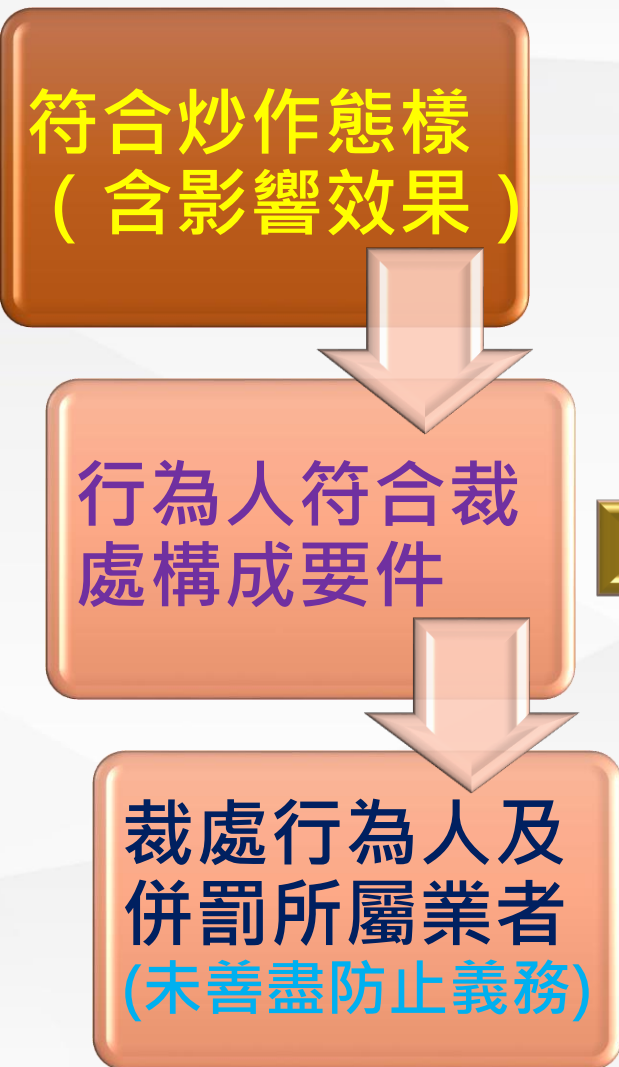 符合炒作態樣
(含影響效果)
行為人符合裁
處構成要件
裁處行為人及
併罰所屬業者
(未善盡防止義務)